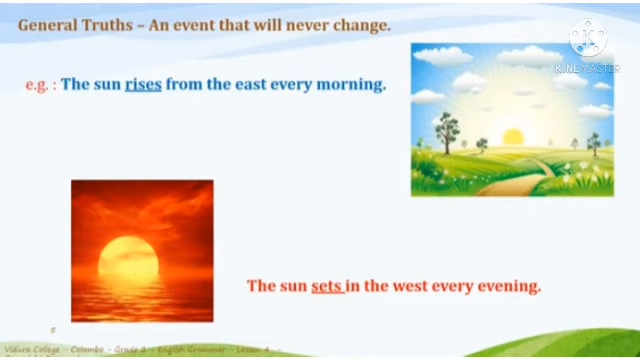 General Truths – An event that will never change.
KINEMASTER
e.g. : The sun rises from the east every morning.
The sun sets in the west every evening.
5
Vidura College - Colombo - Grade 3 - English Grammar - Lesson 4 -